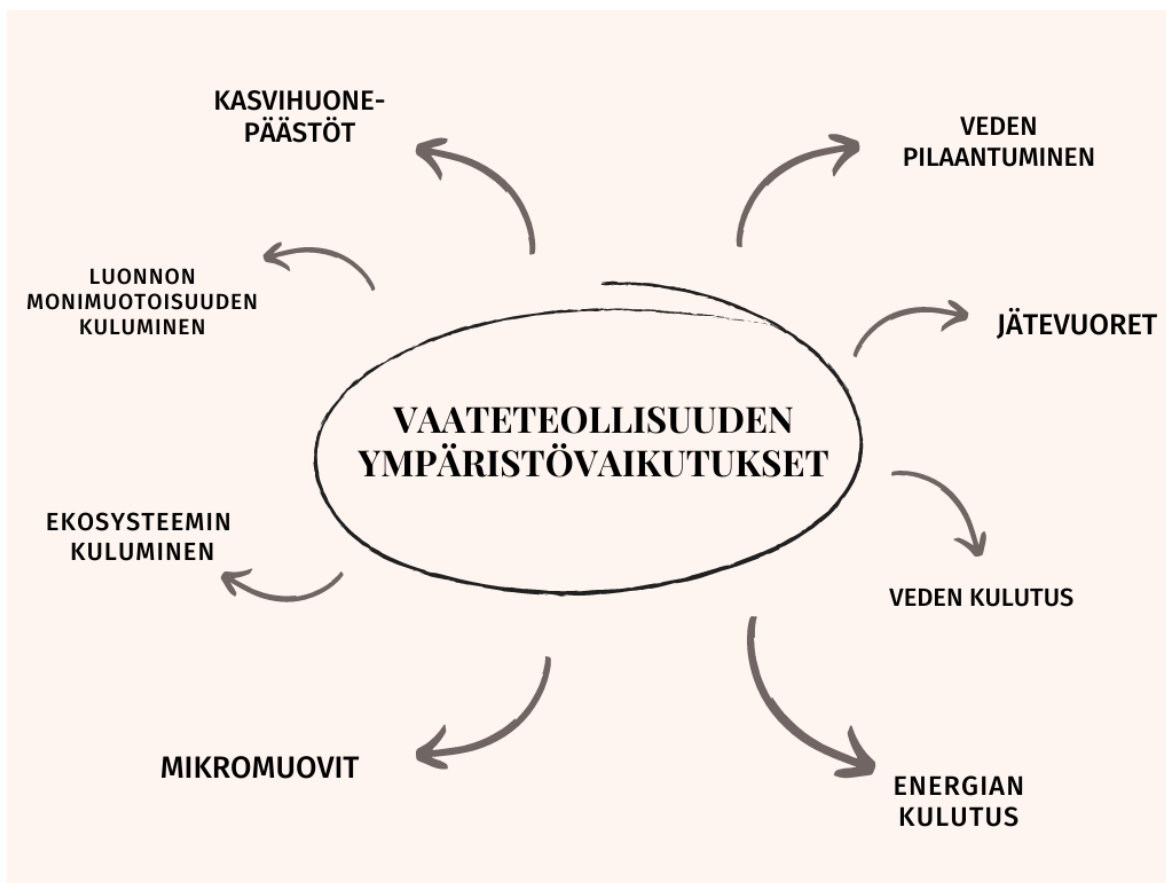 KASVIHUONE-
PÄÄSTÖT
VEDEN
PILAANTUMINEN
LUONNON
MONIMUOTOISUUDEN
KULUMINEN
JÄTEVUORET
VAATETEOLLISUUDEN
YMPÄRISTÖVAIKUTUKSET
EKOSYSTEEMIN
KULUMINEN
VEDEN KULUTUS
MIKROMUOVIT
ENERGIAN
KULUTUS